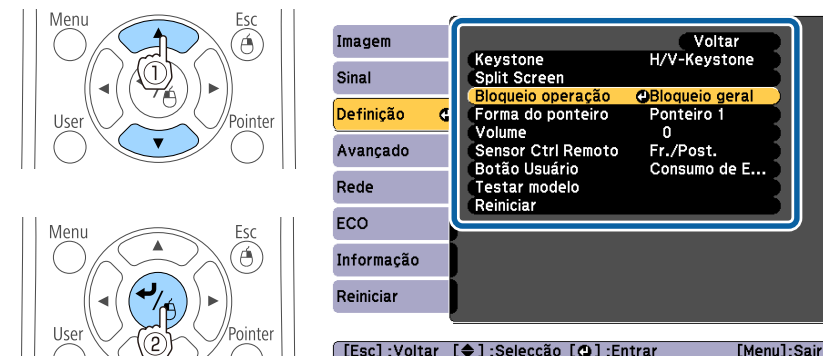 Menu
Esc
①
User
Pointer
Menu
Esc
User
②
Pointer
Imagem
Sinal
Definição
Avançado
Rede
ECO
Informação
Reiniciar
Voltar
Keystone H/V-Keystone
Split Screen
Bloqueio operação Bloqueio geral
Forma do ponteiro Ponteiro 1
Volume 0
Sensor Ctrl Remoto Fr./Post.
Botão Usuário Consumo de E...
Testar modelo
Reiniciar
[Esc] :Voltar [◆] :Selecção [↵] :Entrar [Menu]:Sair